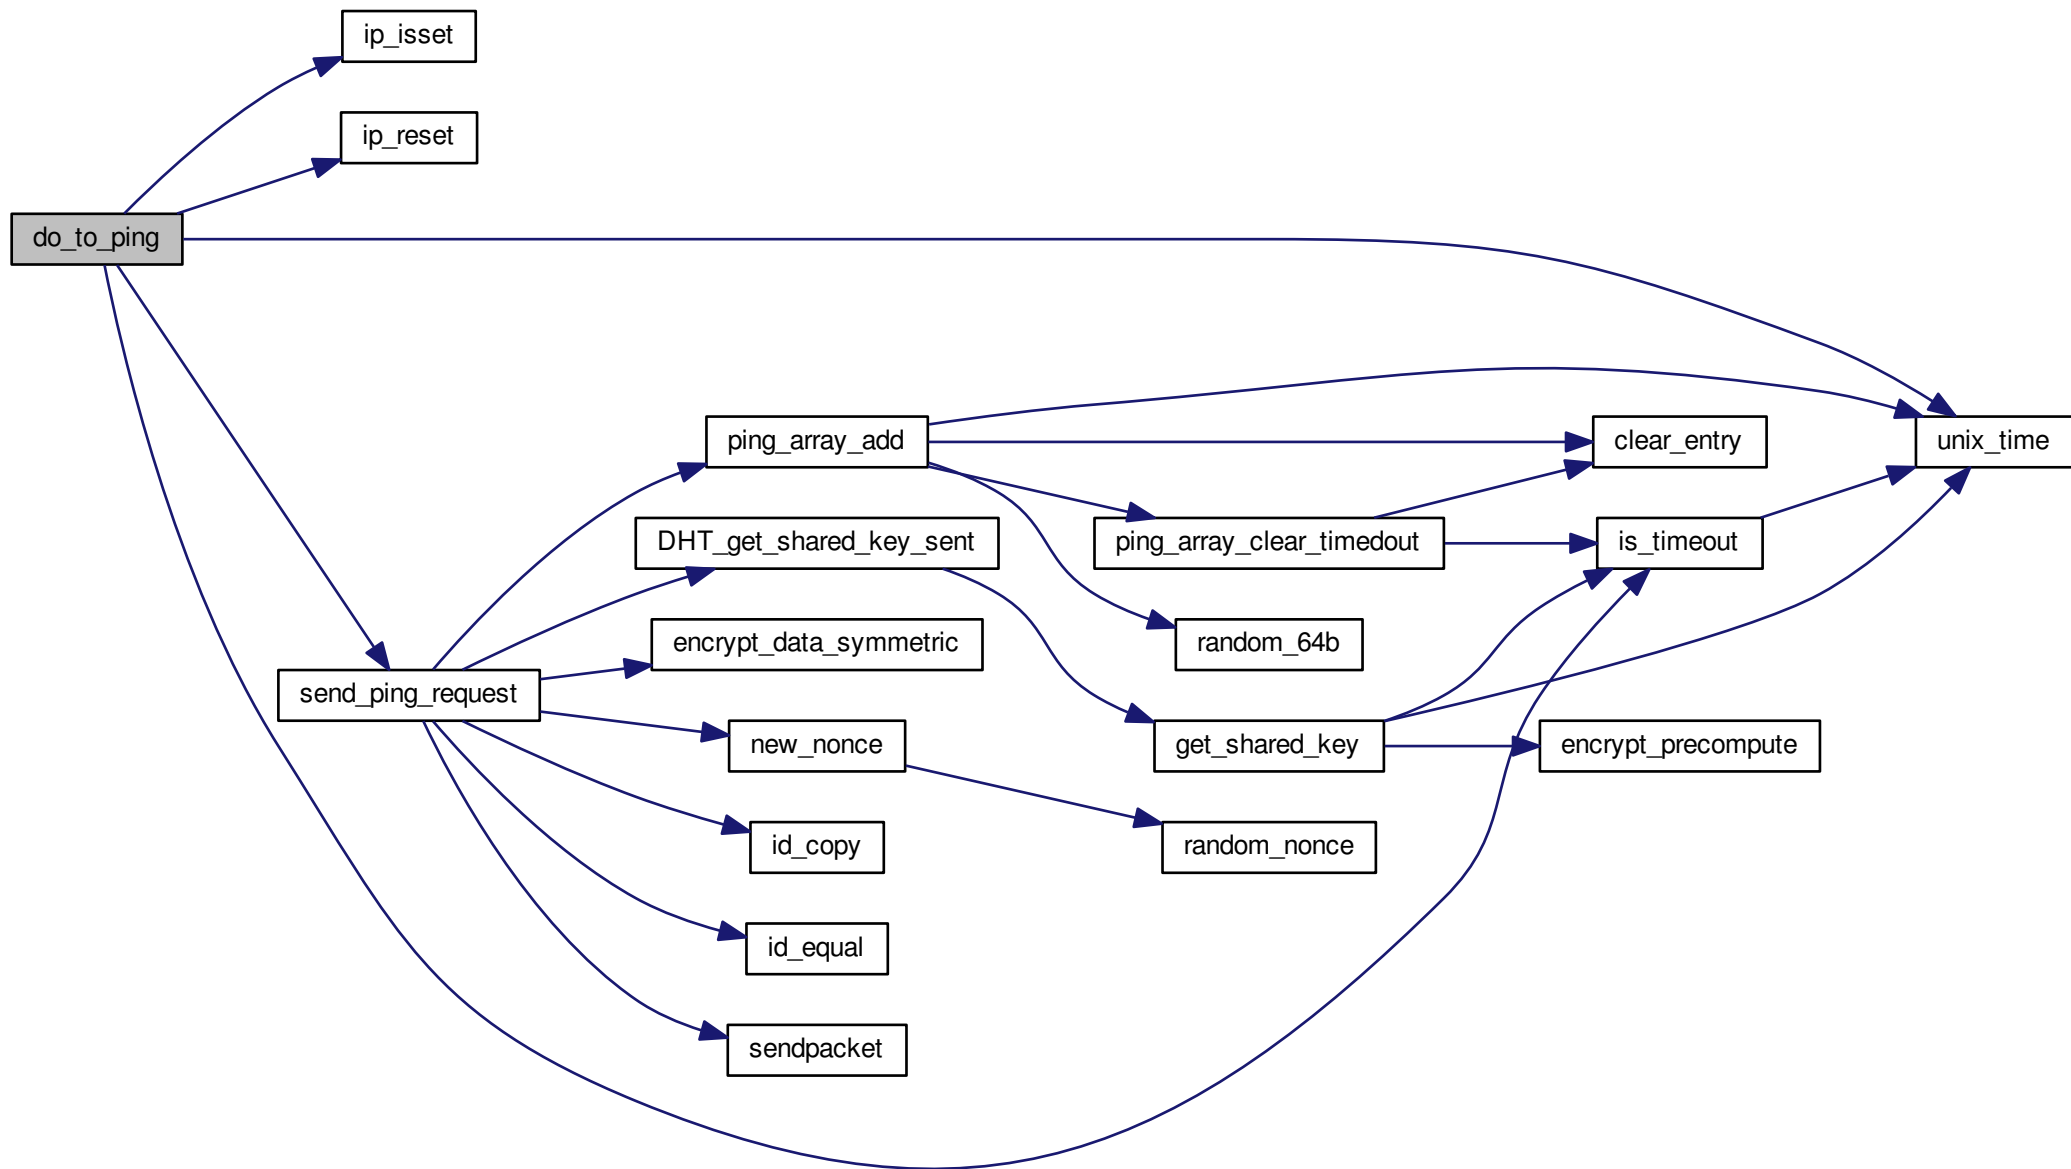 ip_isset
ip_reset
do_to_ping
ping_array_add
clear_entry
unix_time
DHT_get_shared_key_sent
ping_array_clear_timedout
is_timeout
encrypt_data_symmetric
random_64b
send_ping_request
new_nonce
get_shared_key
encrypt_precompute
id_copy
random_nonce
id_equal
sendpacket